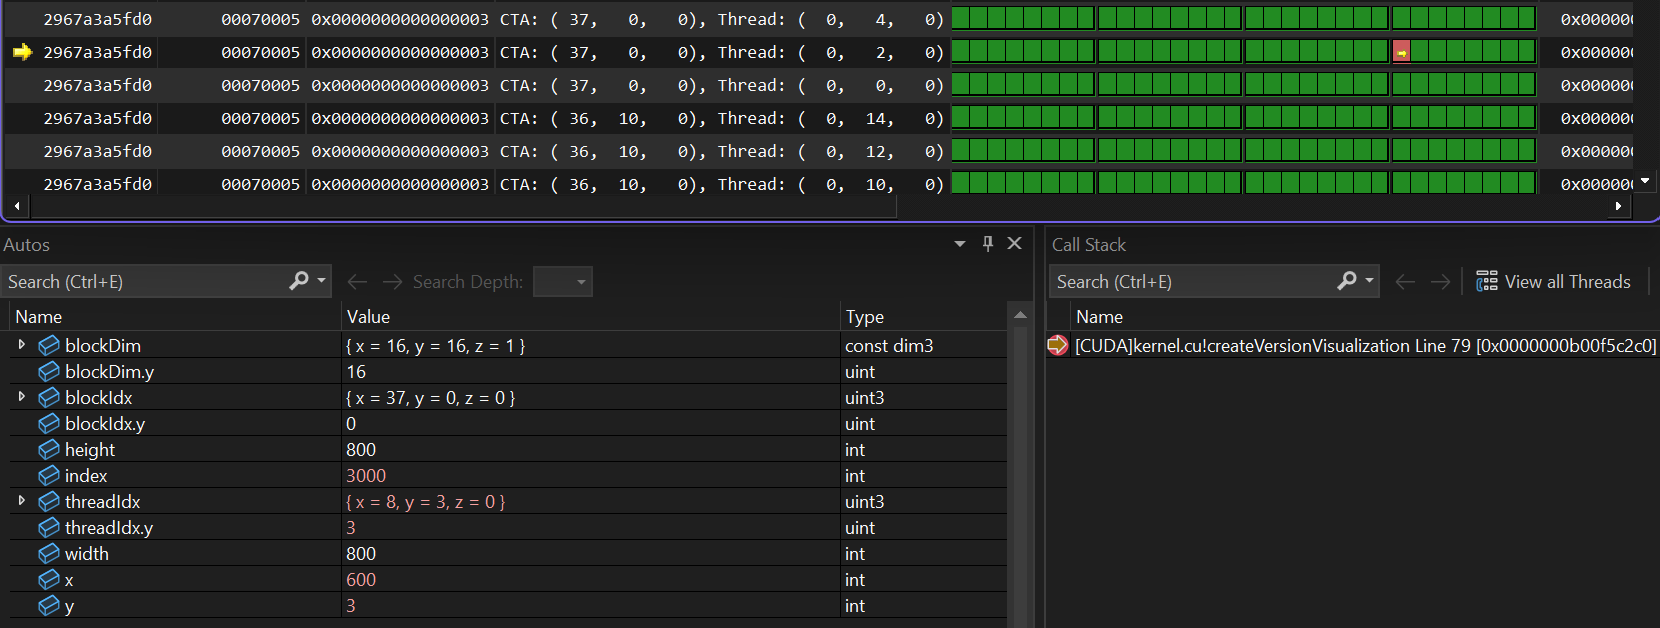 2967a3a5fd0 00070005 0x0000000000000003 CTA: ( 37, 0, 0), Thread: ( 0, 4, 0) 0x00000
2967a3a5fd0 00070005 0x0000000000000003 CTA: ( 37, 0, 0), Thread: ( 0, 2, 0) 0x00000
2967a3a5fd0 00070005 0x0000000000000003 CTA: ( 37, 0, 0), Thread: ( 0, 0, 0) 0x00000
2967a3a5fd0 00070005 0x0000000000000003 CTA: ( 36, 10, 0), Thread: ( 0, 14, 0) 0x00000
2967a3a5fd0 00070005 0x0000000000000003 CTA: ( 36, 10, 0), Thread: ( 0, 12, 0) 0x00000
2967a3a5fd0 00070005 0x0000000000000003 CTA: ( 36, 10, 0), Thread: ( 0, 10, 0) 0x00000
Autos
Search (Ctrl+E) Search Depth:
Name Value Type
blockDim { x = 16, y = 16, z = 1 } const dim3
blockDim.y 16 uint
blockIdx { x = 37, y = 0, z = 0 } uint3
blockIdx.y 0 uint
height 800 int
index 3000 int
threadIdx { x = 8, y = 3, z = 0 } uint3
threadIdx.y 3 uint
width 800 int
x 600 int
y 3 int
Call Stack
Search (Ctrl+E) View all Threads
Name
[CUDA]kernel.cu!createVersionVisualization Line 79 [0x0000000b00f5c2c0]